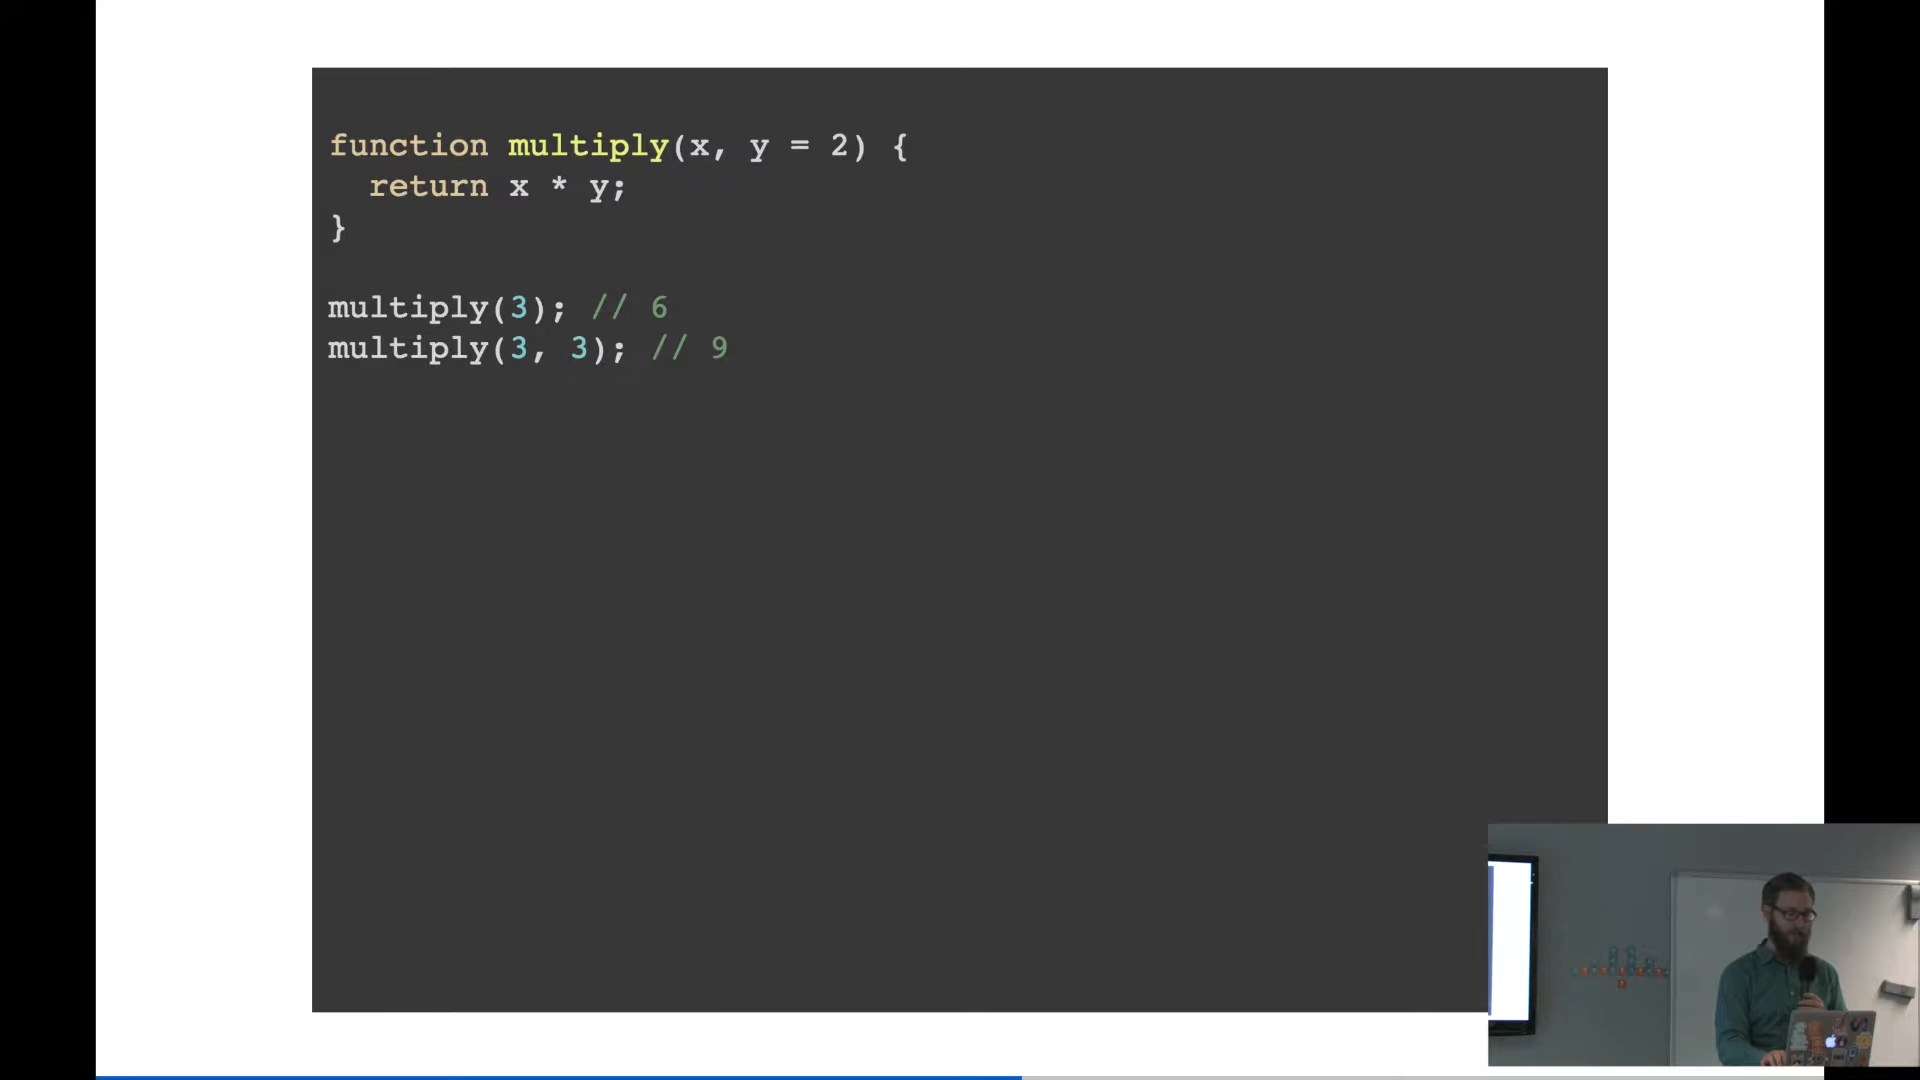 function multiply(x, y = 2) {
  return x * y;
}
multiply(3); // 6
multiply(3, 3); // 9